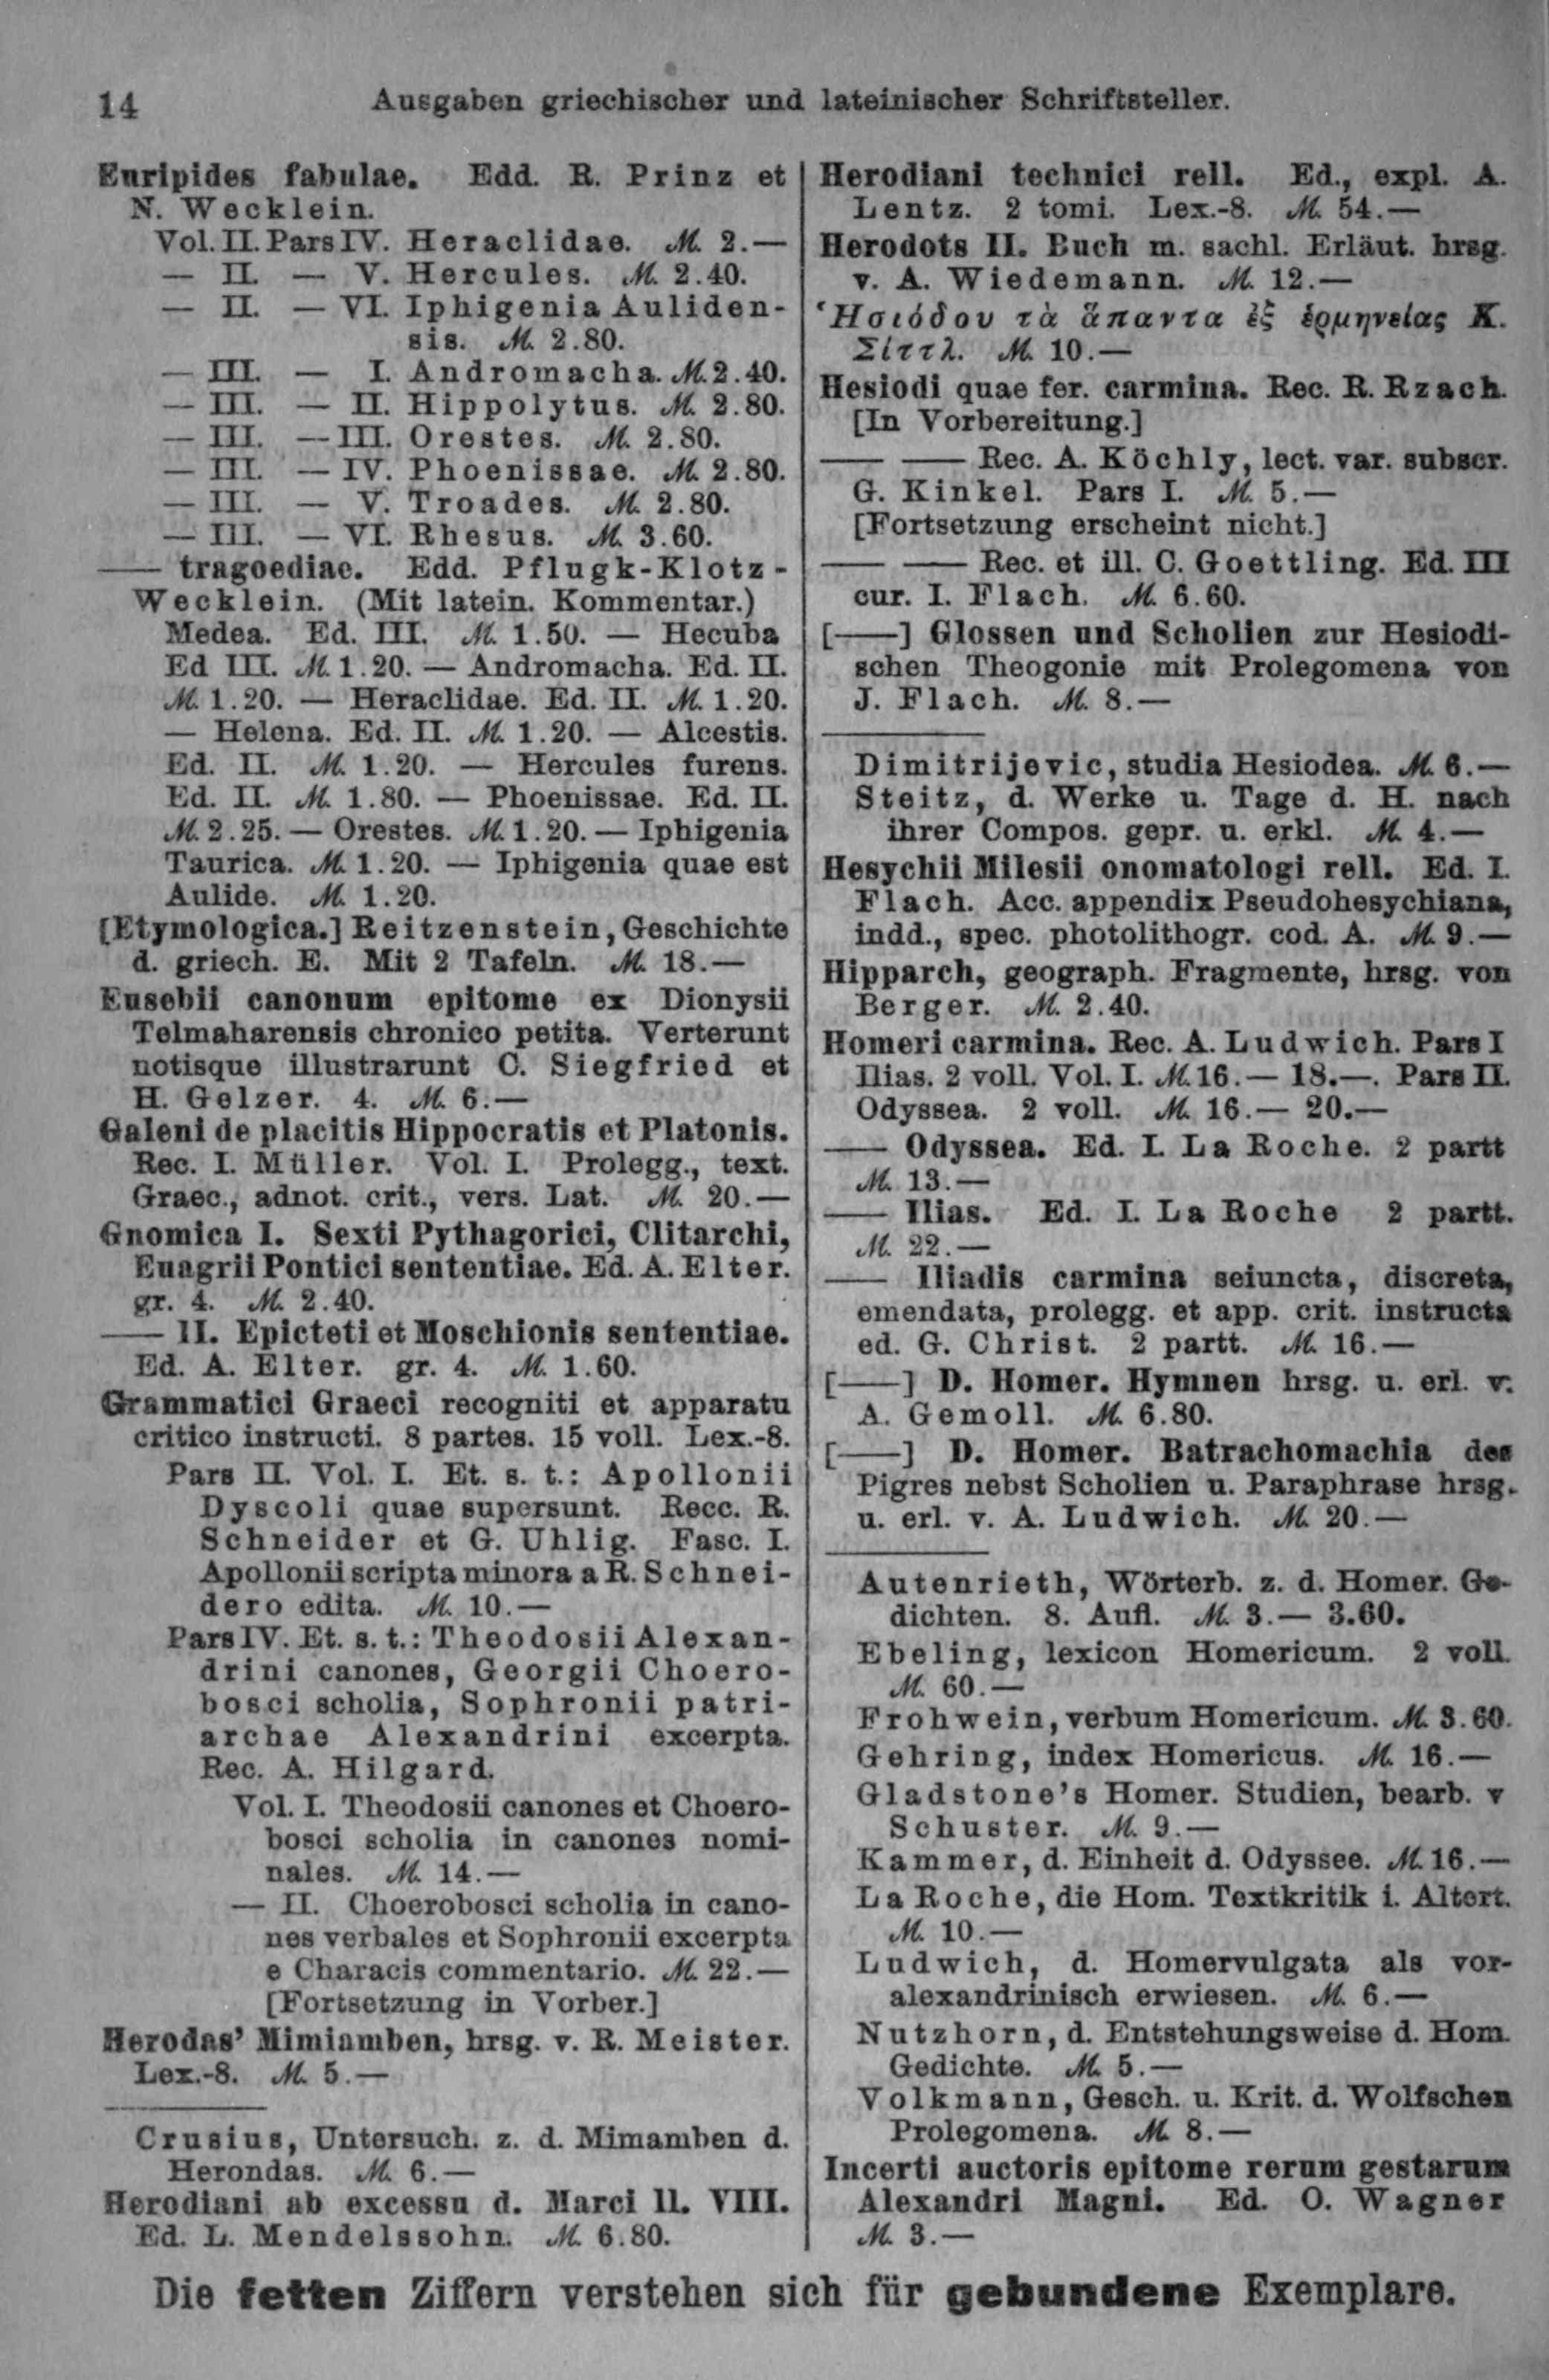 14 Ausgaben griechischer und lateinischer Schriftsteller.
Euripides fabulae. Edd. R. Prinz et
N. Wecklein.
Vol. II. Pars IV. Heraclidae. ℳ 2.—
— II. — V. Hercules. ℳ 2.40.
— II. — VI. Iphigenia Auliden-
sis. ℳ 2.80.
— III. — I. Andromacha. ℳ 2.40.
— III. — II. Hippolytus. ℳ 2.80.
— III. — III. Orestes. ℳ 2.80.
— III. — IV. Phoenissae. ℳ 2.80.
— III. — V. Troades. ℳ 2.80.
— III. — VI. Rhesus. ℳ 3.60.
—— tragoediae. Edd. Pflugk-Klotz-
Wecklein. (Mit latein. Kommentar.)
Medea. Ed. III. ℳ 1.50. — Hecuba
Ed III. ℳ 1.20. — Andromacha. Ed. II.
ℳ 1.20. — Heraclidae. Ed. II. ℳ 1.20.
— Helena. Ed. II. ℳ 1.20. — Alcestis.
Ed. II. ℳ 1.20. — Hercules furens.
Ed. II. ℳ 1.80. — Phoenissae. Ed. II.
ℳ 2.25. — Orestes. ℳ 1.20. — Iphigenia
Taurica. ℳ 1.20. — Iphigenia quae est
Aulide. ℳ 1.20.
[Etymologica.] Reitzenstein, Geschichte
d. griech. E. Mit 2 Tafeln. ℳ 18.—
Eusebii canonum epitome ex Dionysii
Telmaharensis chronico petita. Verterunt
notisque illustrarunt C. Siegfried et
H. Gelzer. 4. ℳ 6.—
Galeni de placitis Hippocratis et Platonis.
Rec. I. Müller. Vol. I. Prolegg., text.
Graec., adnot. crit., vers. Lat. ℳ 20.—
Gnomica I. Sexti Pythagorici, Clitarchi,
Euagrii Pontici sententiae. Ed. A. Elter.
gr. 4. ℳ 2.40.
—— II. Epicteti et Moschionis sententiae.
Ed. A. Elter. gr. 4. ℳ 1.60.
Grammatici Graeci recogniti et apparatu
critico instructi. 8 partes. 15 voll. Lex.-8.
Pars II. Vol. I. Et. s. t.: Apollonii
Dyscoli quae supersunt. Recc. R.
Schneider et G. Uhlig. Fasc. I.
Apollonii scripta minora a R. Schnei-
dero edita. ℳ 10.—
Pars IV. Et. s. t.: Theodosii Alexan-
drini canones, Georgii Choero-
bosci scholia, Sophronii patri-
archae Alexandrini excerpta.
Rec. A. Hilgard.
Vol. I. Theodosii canones et Choero-
bosci scholia in canones nomi-
nales. ℳ 14.—
— II. Choerobosci scholia in cano-
nes verbales et Sophronii excerpta
e Characis commentario. ℳ 22.—
[Fortsetzung in Vorber.]
Herodas' Mimiamben, hrsg. v. R. Meister.
Lex.-8. ℳ 5.—
Crusius, Untersuch. z. d. Mimamben d.
Herondas. ℳ 6.—
Herodiani ab excessu d. Marci ll. VIII.
Ed. L. Mendelssohn. ℳ 6.80.
Herodiani technici rell. Ed., expl. A.
Lentz. 2 tomi. Lex.-8. ℳ 54.—
Herodots II. Buch m. sachl. Erläut. hrsg.
v. A. Wiedemann. ℳ 12.—
Ἡσιόδου τὰ ἅπαντα ἐξ ἑρμηνείας Κ.
Σίττλ. ℳ 10.—
Hesiodi quae fer. carmina. Rec. R. Rzach.
[In Vorbereitung.]
—— —— Rec. A. Köchly, lect. var. subscr.
G. Kinkel. Pars I. ℳ 5.—
[Fortsetzung erscheint nicht.]
—— —— Rec. et ill. C. Goettling. Ed. III
cur. I. Flach. ℳ 6.60.
[——] Glossen und Scholien zur Hesiodi-
schen Theogonie mit Prolegomena von
J. Flach. ℳ 8.—
Dimitrijevic, studia Hesiodea. ℳ 6.—
Steitz, d. Werke u. Tage d. H. nach
ihrer Compos. gepr. u. erkl. ℳ 4.—
Hesychii Milesii onomatologi rell. Ed. I.
Flach. Acc. appendix Pseudohesychiana,
indd., spec. photolithogr. cod. A. ℳ 9.—
Hipparch, geograph. Fragmente, hrsg. von
Berger. ℳ 2.40.
Homeri carmina. Rec. A. Ludwich. Pars I
Ilias. 2 voll. Vol. I. ℳ 16.— 18.—. Pars II.
Odyssea. 2 voll. ℳ 16.— 20.—
—— Odyssea. Ed. I. La Roche. 2 partt
ℳ 13.—
—— Ilias. Ed. I. La Roche 2 partt.
ℳ 22.—
—— Iliadis carmina seiuncta, discreta,
emendata, prolegg. et app. crit. instructa
ed. G. Christ. 2 partt. ℳ 16.—
[——] D. Homer. Hymnen hrsg. u. erl. v.
A. Gemoll. ℳ 6.80.
[——] D. Homer. Batrachomachia des
Pigres nebst Scholien u. Paraphrase hrsg.
u. erl. v. A. Ludwich. ℳ 20.—
Autenrieth, Wörterb. z. d. Homer. Ge-
dichten. 8. Aufl. ℳ 3.— 3.60.
Ebeling, lexicon Homericum. 2 voll.
ℳ 60.—
Frohwein, verbum Homericum. ℳ 3.60.
Gehring, index Homericus. ℳ 16.—
Gladstone's Homer. Studien, bearb. v
Schuster. ℳ 9.—
Kammer, d. Einheit d. Odyssee. ℳ 16.—
La Roche, die Hom. Textkritik i. Altert.
ℳ 10.—
Ludwich, d. Homervulgata als vor-
alexandrinisch erwiesen. ℳ 6.—
Nutzhorn, d. Entstehungsweise d. Hom.
Gedichte. ℳ 5.—
Volkmann, Gesch. u. Krit. d. Wolfschen
Prolegomena. ℳ 8.—
Incerti auctoris epitome rerum gestarum
Alexandri Magni. Ed. O. Wagner
ℳ 3.—
Die fetten Ziffern verstehen sich für gebundene Exemplare.